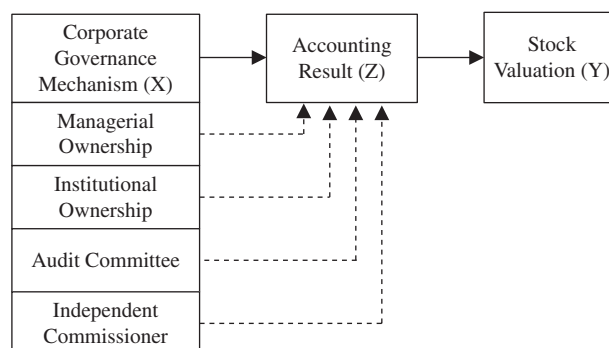 Corporate
Governance
Mechanism (X)
Managerial
Ownership
Institutional
Ownership
Audit Committee
Independent
Commissioner
Accounting
Result (Z)
Stock
Valuation (Y)